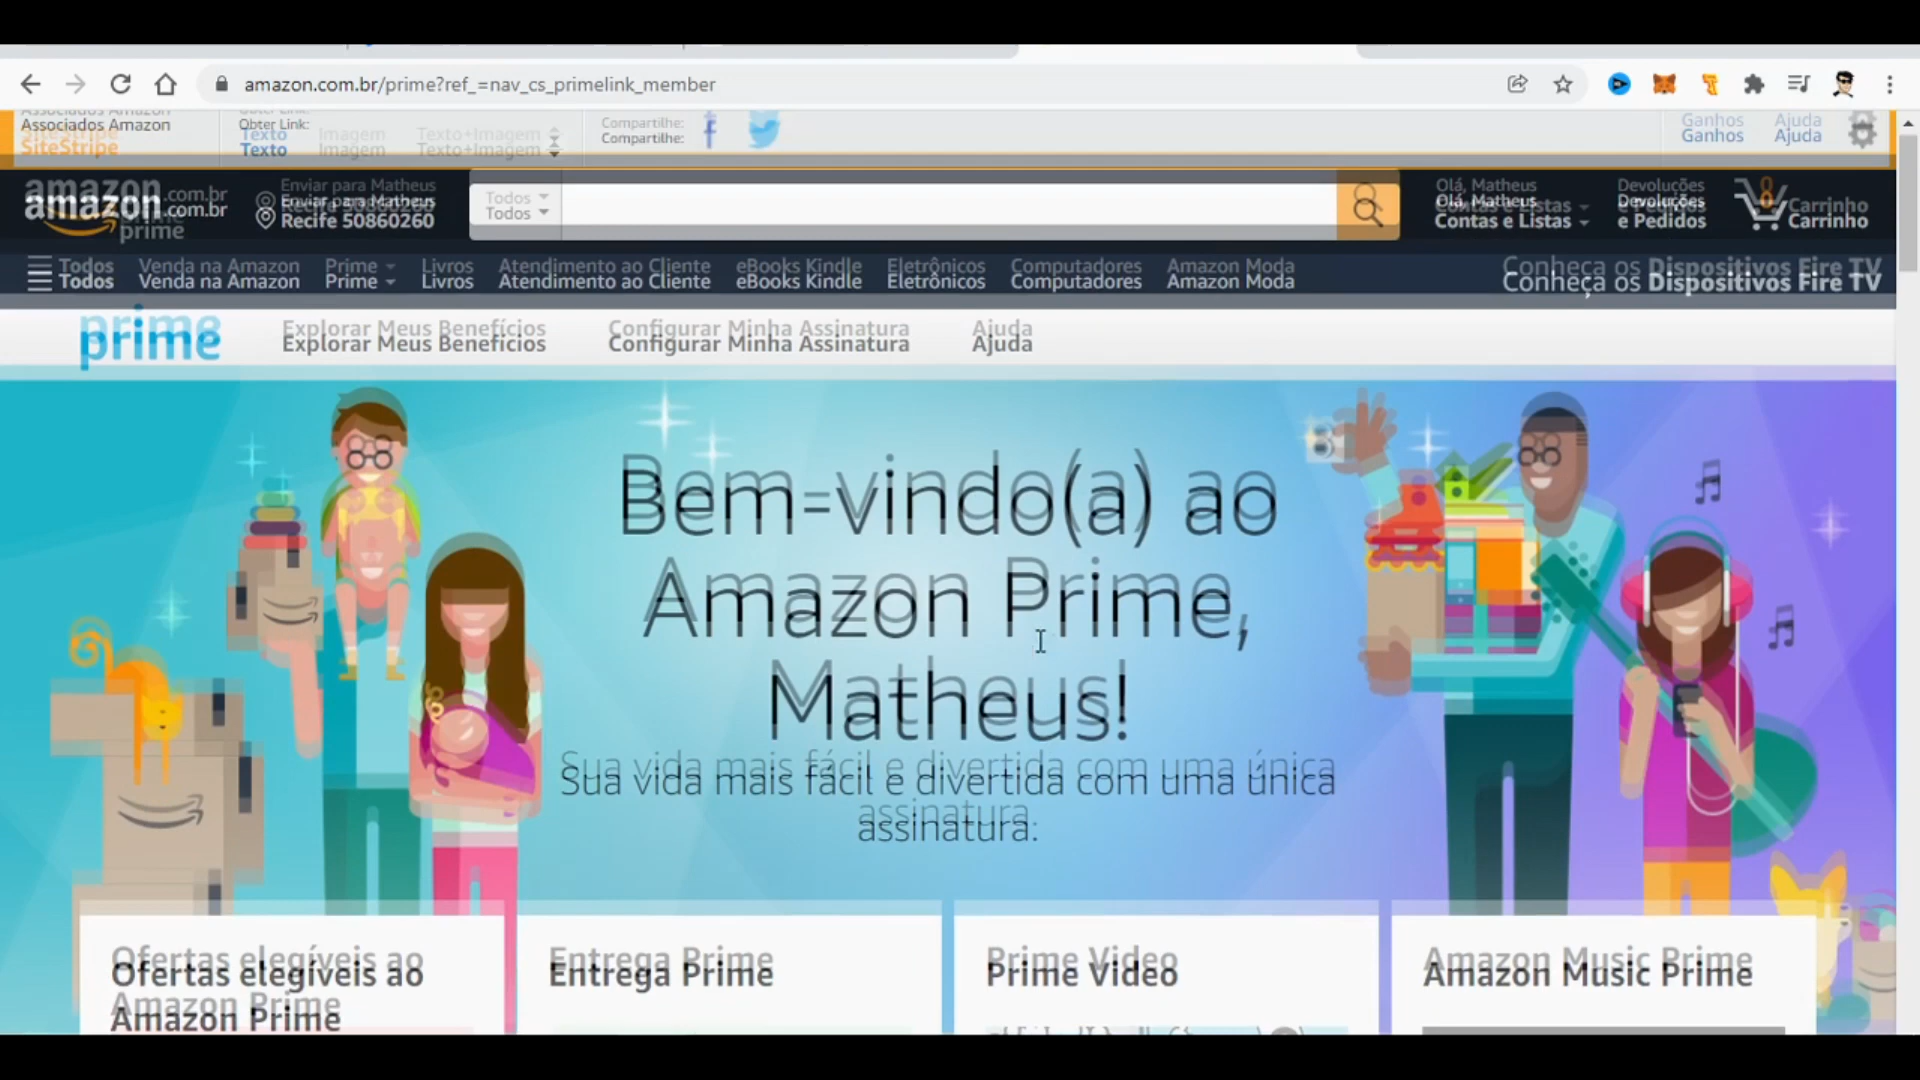 amazon.com.br/prime?ref_=nav_cs_primelink_member
Associados Amazon
SiteStripe
Obter Link:
Texto
Imagem
Texto+Imagem
Compartilhe:
Ganhos
Ajuda
amazon.com.br
prime
Enviar para Matheus
Recife 50860260
Todos
Olá, Matheus
Contas e Listas
Devoluções
e Pedidos
Carrinho
Todos
Venda na Amazon
Prime
Livros
Atendimento ao Cliente
eBooks Kindle
Eletrônicos
Computadores
Amazon Moda
Conheça os Dispositivos Fire TV
prime
Explorar Meus Benefícios
Configurar Minha Assinatura
Ajuda
Bem-vindo(a) ao
Amazon Prime,
Matheus!
Sua vida mais fácil e divertida com uma única
assinatura:
Ofertas elegíveis ao
Amazon Prime
Entrega Prime
Prime Video
Amazon Music Prime